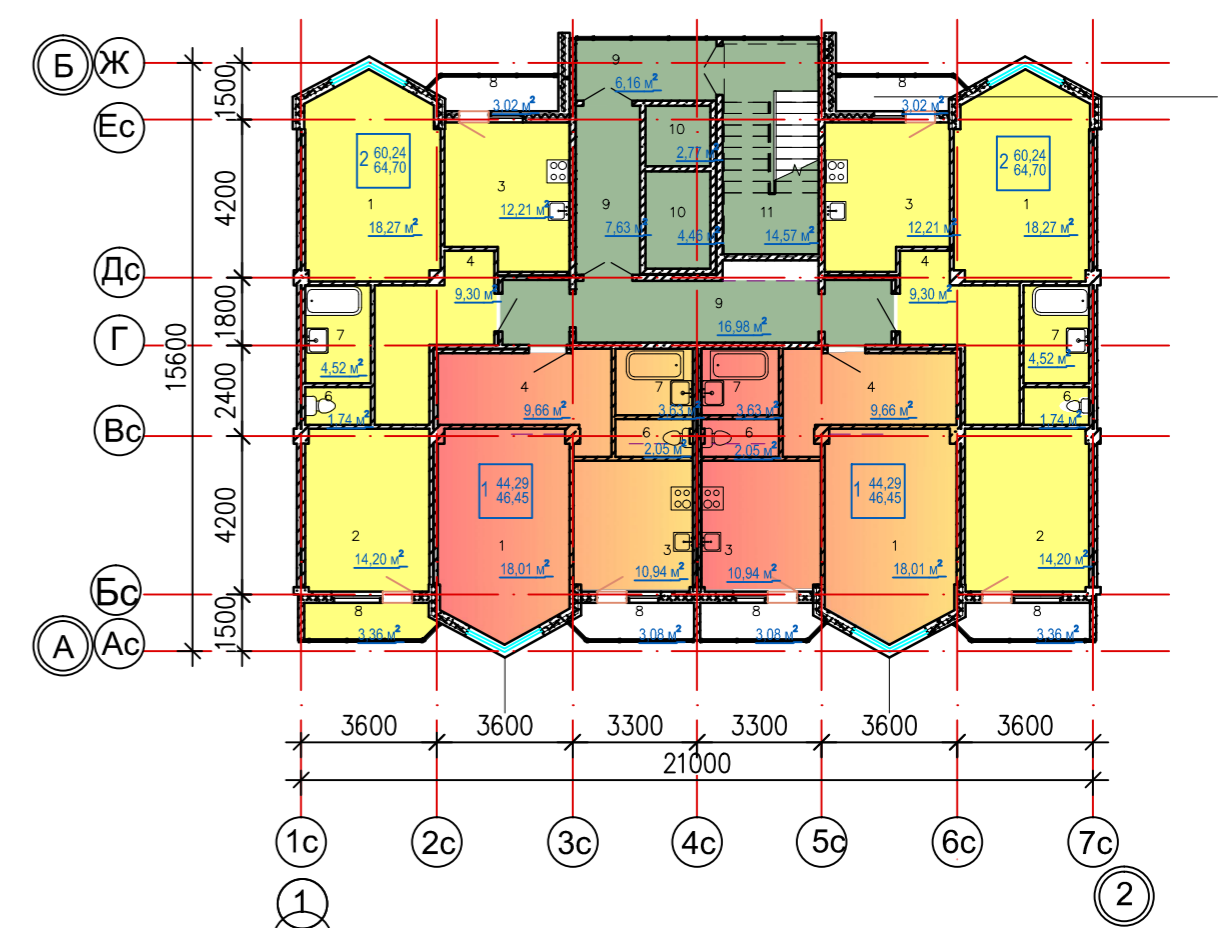 Б Ж
8 9 8
6,16 м²
3,02 м² 3,02 м²
1500
Ес
10
2 60,24
64,70
2,77 м²
2 60,24
64,70
3 3
4200
1 12,21 м² 9 10 11 12,21 м² 1
18,27 м² 7,63 м² 4,46 м² 14,57 м² 18,27 м²
4 4
Дс
9,30 м² 9 9,30 м²
1800
16,98 м²
7 7
Г
4,52 м² 4,52 м²
15600
4 7 7 4
2400
6 6
9,66 м² 3,63 м² 3,63 м² 9,66 м²
1,74 м² 1,74 м²
Вс
6 6
2,05 м² 2,05 м²
1 44,29
46,45
1 44,29
46,45
4200
2 1 3 3 1 2
14,20 м² 18,01 м² 10,94 м² 10,94 м² 18,01 м² 14,20 м²
Бс
8 8 8 8
1500
3,36 м² 3,08 м² 3,08 м² 3,36 м²
А Ас
3600 3600 3300 3300 3600 3600
21000
1с 2с 3с 4с 5с 6с 7с
1 2